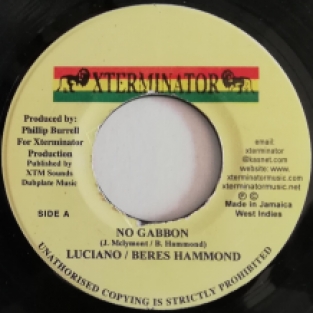 XTERMINATOR
Produced by:
Phillip Burrell
For Xterminator
Production
Published by
XTM Sounds
Dubplate Music
email:
xterminator
@kasnet.com
website: www.
xterminatormusic.com
xterminatormusic.net
SIDE A
Made in Jamaica
West Indies
NO GABBON
(J. Mclymont / B. Hammond)
LUCIANO / BERES HAMMOND
UNAUTHORISED COPYING IS STRICTLY PROHIBITED